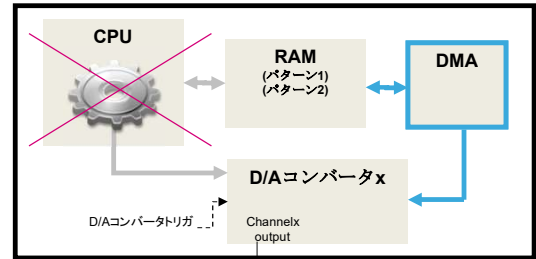 CPU
RAM
(パターン1)
(パターン2)
DMA
D/Aコンバータx
D/Aコンバータトリガ
Channelx
output